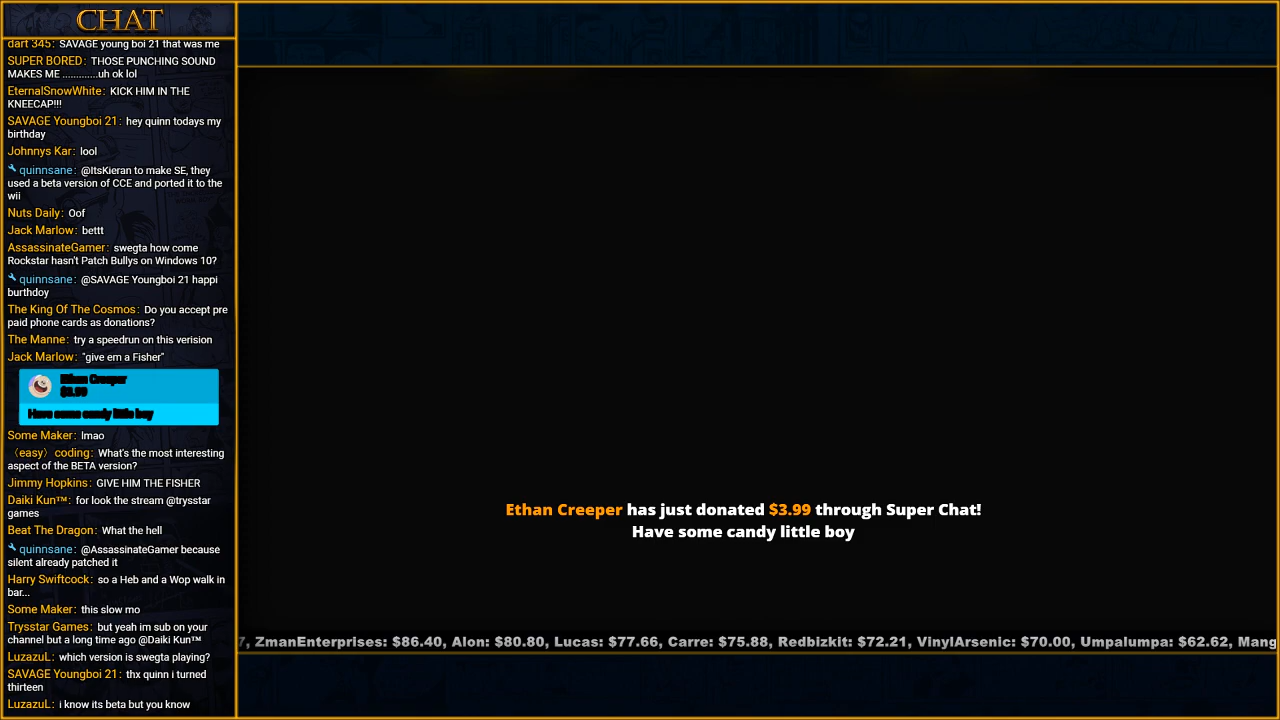 CHAT
dart 345: SAVAGE young boi 21 that was me
SUPER BORED: THOSE PUNCHING SOUND
MAKES ME .............uh ok lol
EternalSnowWhite: KICK HIM IN THE
KNEECAP!!!
SAVAGE Youngboi 21: hey quinn todays my
birthday
Johnnys Kar: lool
quinnsane: @ItsKieran to make SE, they
used a beta version of CCE and ported it to the
wii
Nuts Daily: Oof
Jack Marlow: bettt
AssassinateGamer: swegta how come
Rockstar hasn't Patch Bullys on Windows 10?
quinnsane: @SAVAGE Youngboi 21 happi
burthdoy
The King Of The Cosmos: Do you accept pre
paid phone cards as donations?
The Manne: try a speedrun on this verision
Jack Marlow: "give em a Fisher"
Ethan Creeper
$3.99
Have some candy little boy
Some Maker: lmao
〈easy〉coding: What's the most interesting
aspect of the BETA version?
Jimmy Hopkins: GIVE HIM THE FISHER
Daiki Kun™: for look the stream @trysstar
games
Beat The Dragon: What the hell
quinnsane: @AssassinateGamer because
silent already patched it
Harry Swiftcock: so a Heb and a Wop walk in
bar...
Some Maker: this slow mo
Trysstar Games: but yeah im sub on your
channel but a long time ago @Daiki Kun™
LuzazuL: which version is swegta playing?
SAVAGE Youngboi 21: thx quinn i turned
thirteen
LuzazuL: i know its beta but you know
Ethan Creeper has just donated $3.99 through Super Chat!
Have some candy little boy
7, ZmanEnterprises: $86.40, Alon: $80.80, Lucas: $77.66, Carre: $75.88, Redbizkit: $72.21, VinylArsenic: $70.00, Umpalumpa: $62.62, Mang